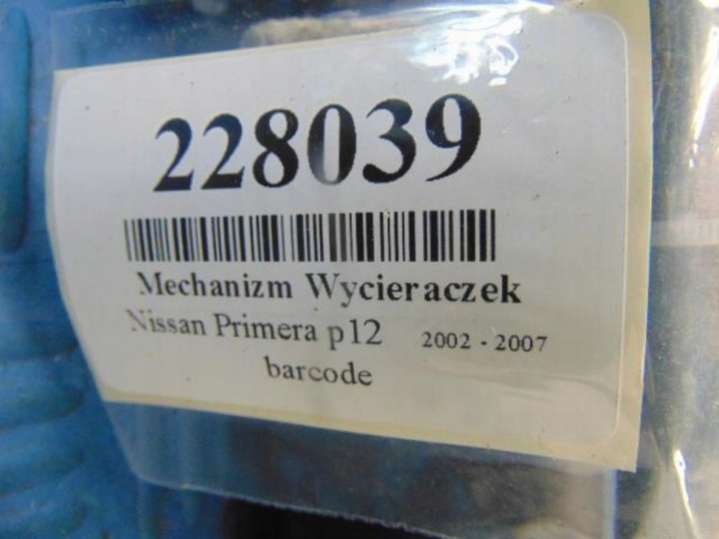 228039
Mechanizm Wycieraczek
Nissan Primera p12 2002 - 2007
barcode